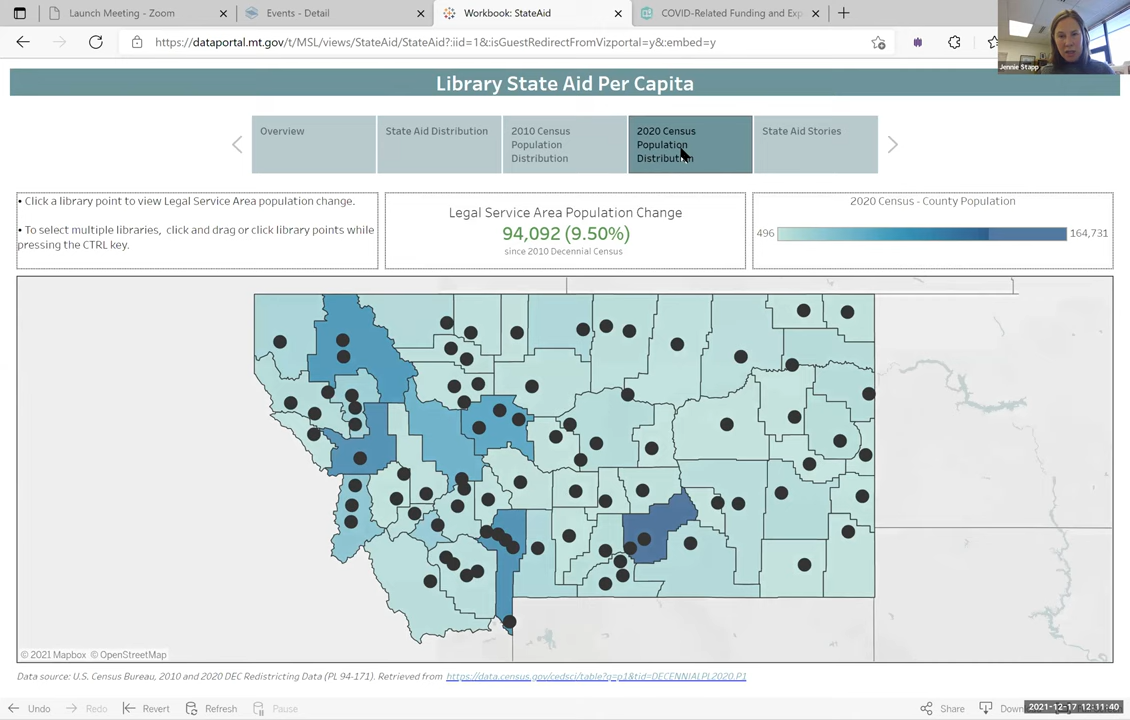 Launch Meeting - Zoom
Events - Detail
Workbook: StateAid
COVID-Related Funding and Exp
https://dataportal.mt.gov/t/MSL/views/StateAid/StateAid?:iid=1&:isGuestRedirectFromVizportal=y&:embed=y
Jennie Stapp
Library State Aid Per Capita
Overview
State Aid Distribution
2010 Census
Population
Distribution
2020 Census
Population
Distribution
State Aid Stories
• Click a library point to view Legal Service Area population change.
• To select multiple libraries, click and drag or click library points while
pressing the CTRL key.
Legal Service Area Population Change
94,092 (9.50%)
since 2010 Decennial Census
2020 Census - County Population
496
164,731
© 2021 Mapbox © OpenStreetMap
Data source: U.S. Census Bureau, 2010 and 2020 DEC Redistricting Data (PL 94-171). Retrieved from https://data.census.gov/cedsci/table?q=p1&tid=DECENNIALPL2020.P1
Undo
Redo
Revert
Refresh
Pause
Share
Down
2021-12-17 12:11:40